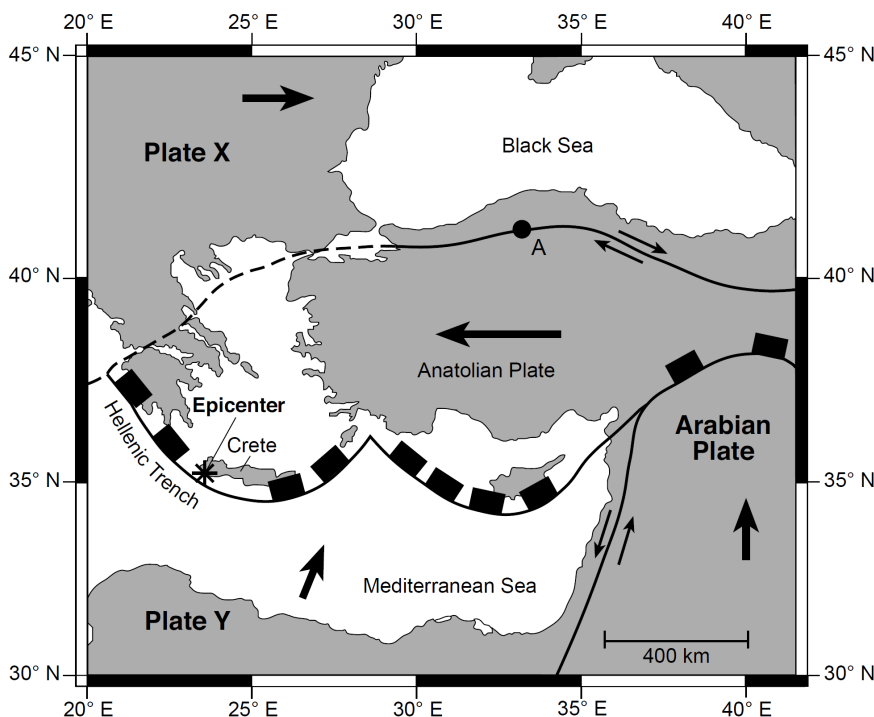 20° E 25° E 30° E 35° E 40° E
45° N 45° N
Black Sea
Plate X
A
40° N 40° N
Anatolian Plate
Epicenter
Arabian
Plate
Crete
Hellenic Trench
35° N 35° N
Mediterranean Sea
Plate Y
400 km
30° N 30° N
20° E 25° E 30° E 35° E 40° E